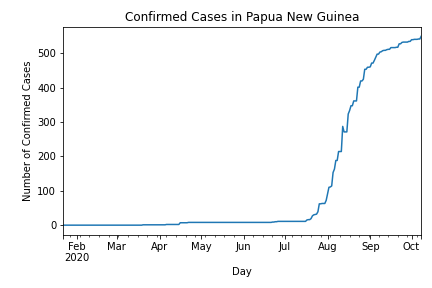 Confirmed Cases in Papua New Guinea
Number of Confirmed Cases
500
400
300
200
100
0
Feb Mar Apr May Jun Jul Aug Sep Oct
2020
Day